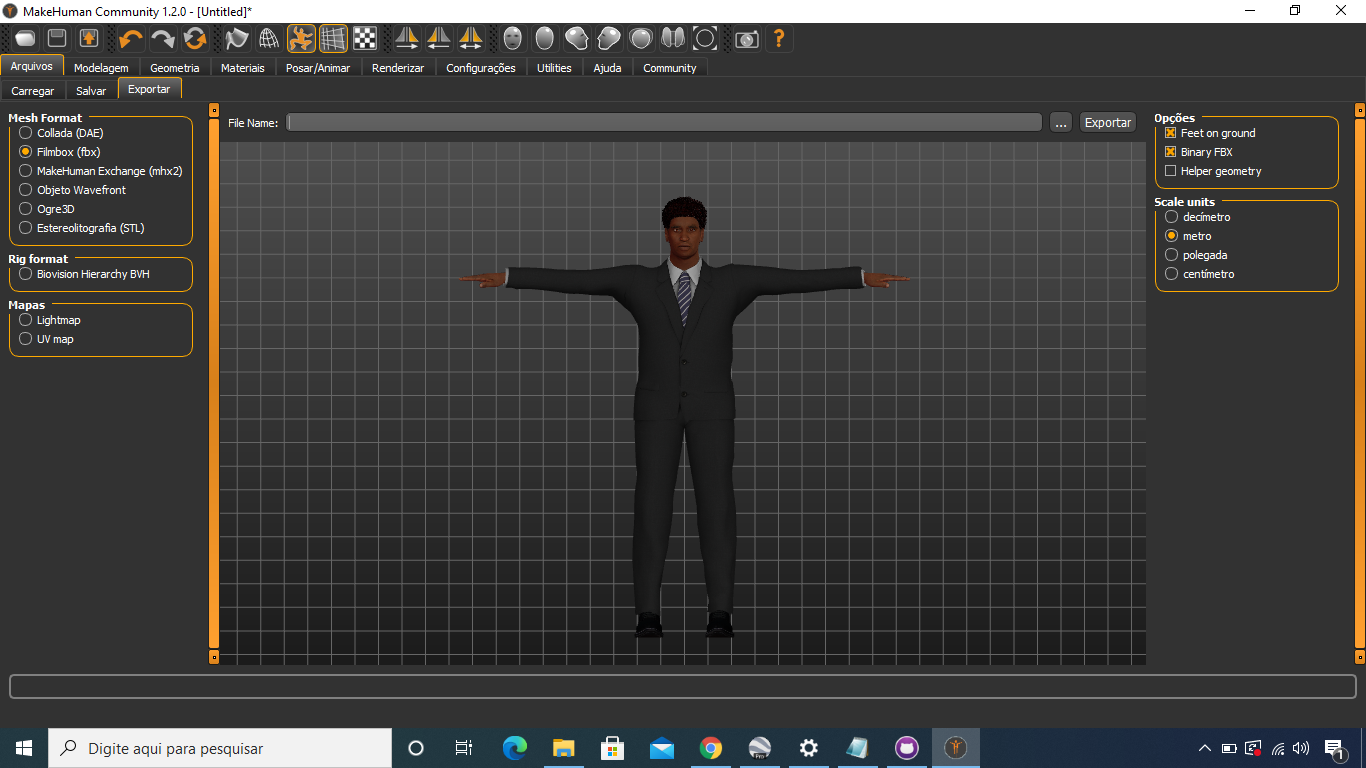 MakeHuman Community 1.2.0 - [Untitled]*
Arquivos
Modelagem
Geometria
Materiais
Posar/Animar
Renderizar
Configurações
Utilities
Ajuda
Community
Carregar
Salvar
Exportar
Mesh Format
Collada (DAE)
Filmbox (fbx)
MakeHuman Exchange (mhx2)
Objeto Wavefront
Ogre3D
Estereolitografia (STL)
Rig format
Biovision Hierarchy BVH
Mapas
Lightmap
UV map
File Name:
...
Exportar
Opções
Feet on ground
Binary FBX
Helper geometry
Scale units
decímetro
metro
polegada
centímetro
Digite aqui para pesquisar
Pro
1